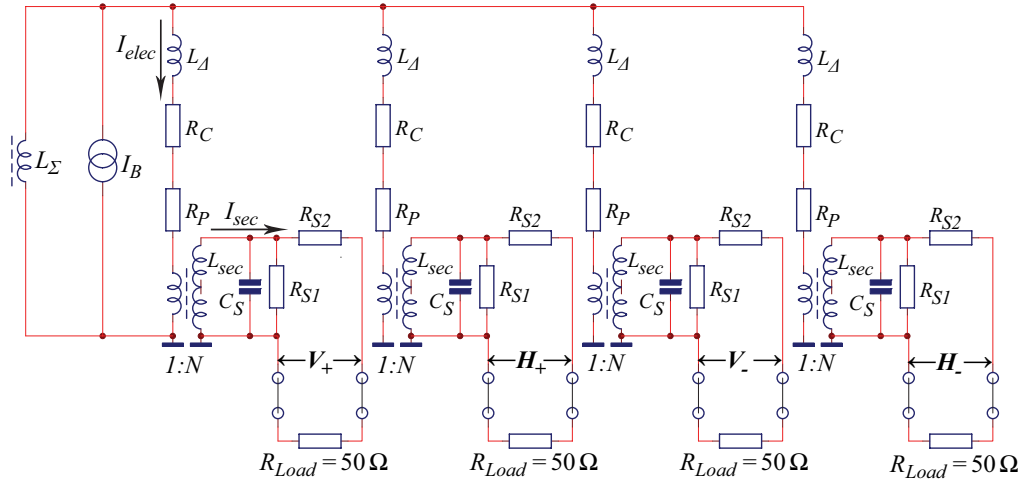 I_elec L_Δ L_Δ L_Δ L_Δ
L_Σ I_B R_C R_C R_C R_C
R_P I_sec R_S2 R_P R_S2 R_P R_S2 R_P R_S2
L_sec L_sec L_sec L_sec
C_S R_S1 C_S R_S1 C_S R_S1 C_S R_S1
1:N V_+ 1:N H_+ 1:N V_- 1:N H_-
R_Load = 50 Ω R_Load = 50 Ω R_Load = 50 Ω R_Load = 50 Ω